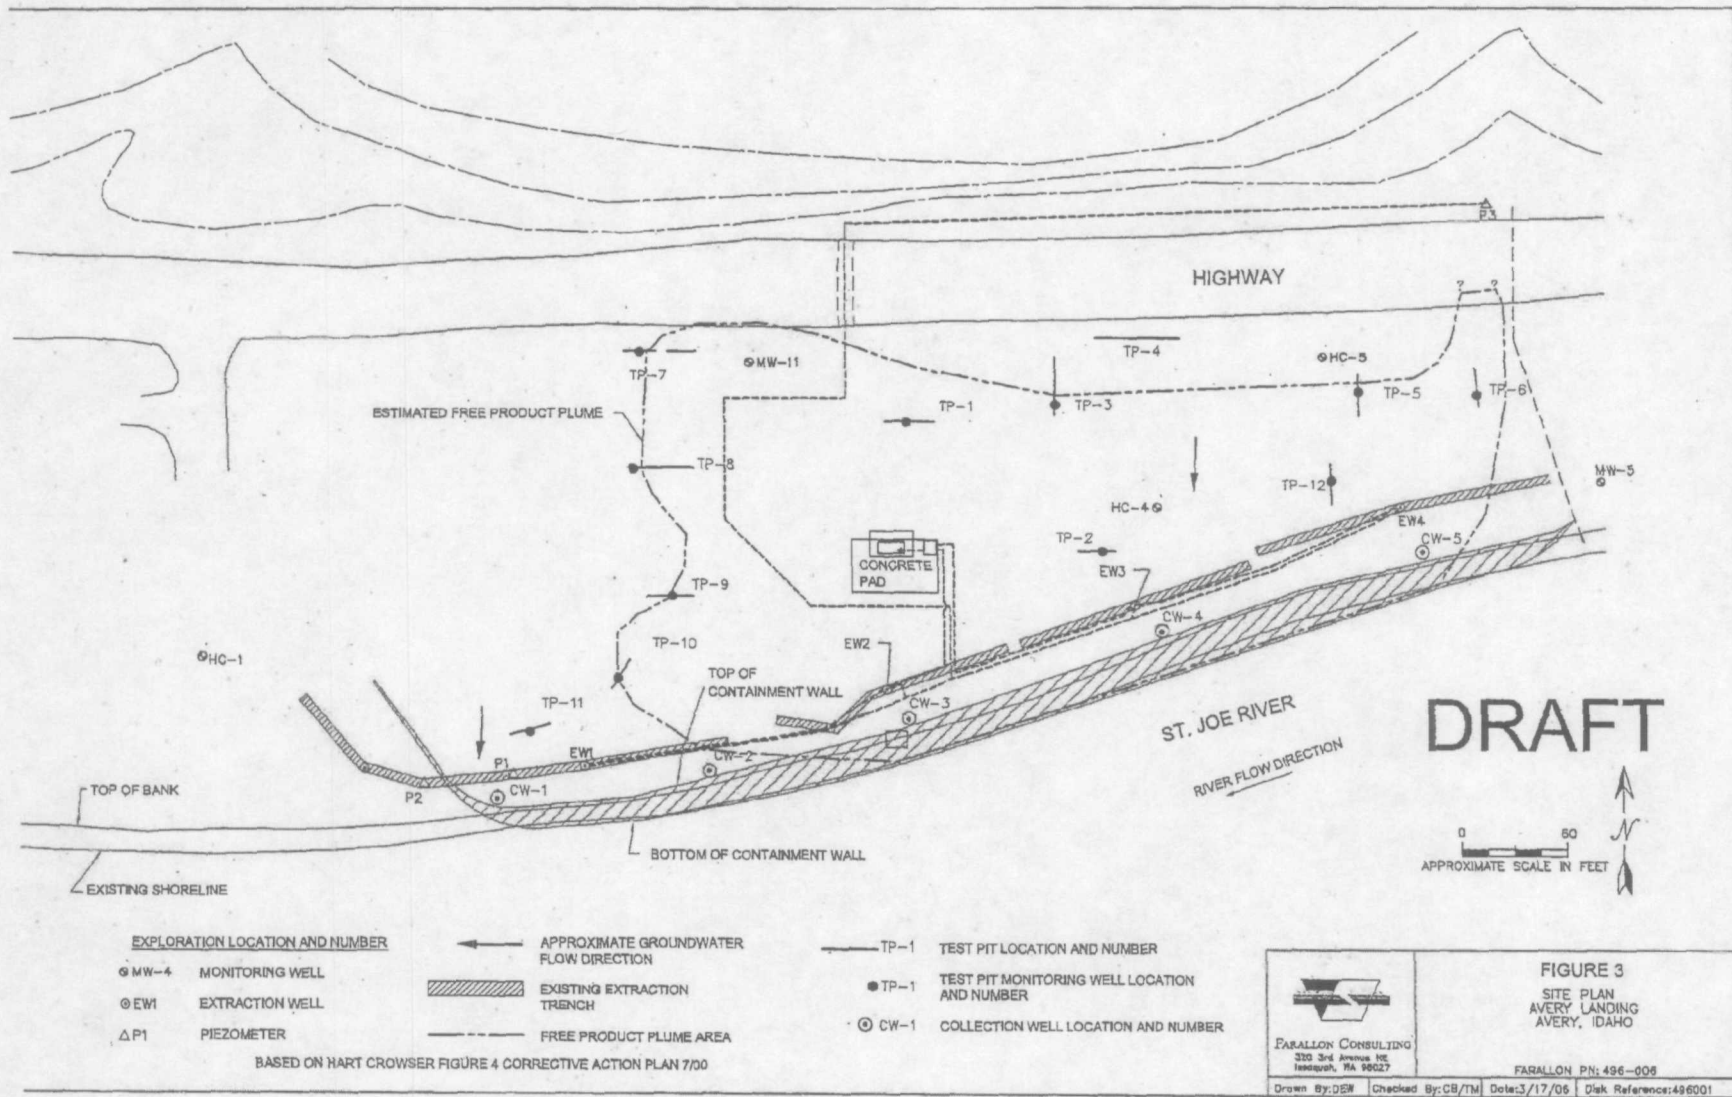 P3
HIGHWAY
? ?
TP-4
TP-7
MW-11
HC-5
TP-1
TP-3
TP-5
TP-6
ESTIMATED FREE PRODUCT PLUME
TP-8
MW-5
TP-12
HC-4
EW4
TP-2
CW-5
CONCRETE
PAD
EW3
TP-9
CW-4
TP-10
EW2
HC-1
TOP OF
CONTAINMENT WALL
TP-11
CW-3
ST. JOE RIVER
DRAFT
EW1
P1
CW-2
RIVER FLOW DIRECTION
TOP OF BANK
P2
CW-1
N
0 60
APPROXIMATE SCALE IN FEET
BOTTOM OF CONTAINMENT WALL
EXISTING SHORELINE
EXPLORATION LOCATION AND NUMBER
MW-4 MONITORING WELL
EW1 EXTRACTION WELL
P1 PIEZOMETER
APPROXIMATE GROUNDWATER
FLOW DIRECTION
EXISTING EXTRACTION
TRENCH
FREE PRODUCT PLUME AREA
TP-1 TEST PIT LOCATION AND NUMBER
TP-1 TEST PIT MONITORING WELL LOCATION
AND NUMBER
CW-1 COLLECTION WELL LOCATION AND NUMBER
BASED ON HART CROWSER FIGURE 4 CORRECTIVE ACTION PLAN 7/00
FARALLON CONSULTING
320 3rd Avenue NE
Issaquah, WA 98027
FIGURE 3
SITE PLAN
AVERY LANDING
AVERY, IDAHO
FARALLON PN: 496-006
Drawn By:DEW Checked By:CB/TM Date:3/17/06 Disk Reference:496001